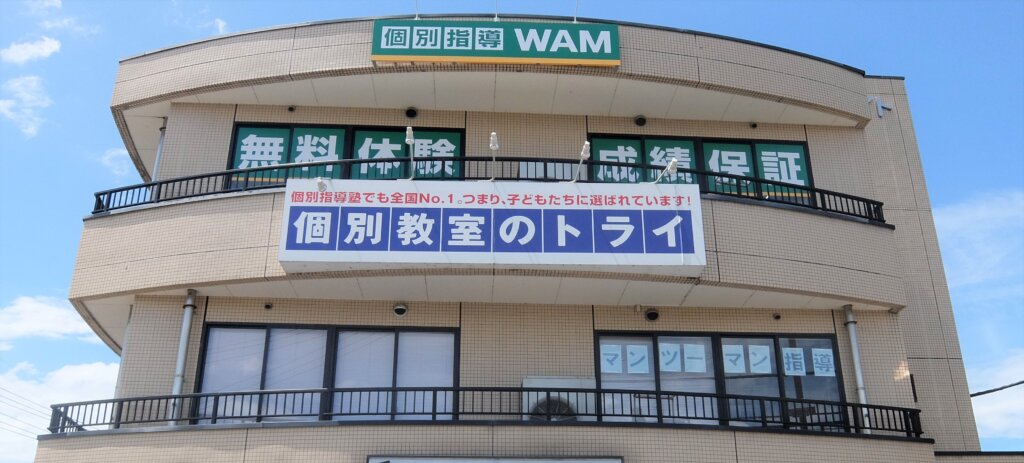 個別指導 WAM
無料体験
成績保証
個別指導塾でも全国No.1。つまり、子どもたちに選ばれています!
個別教室のトライ
マンツーマン指導